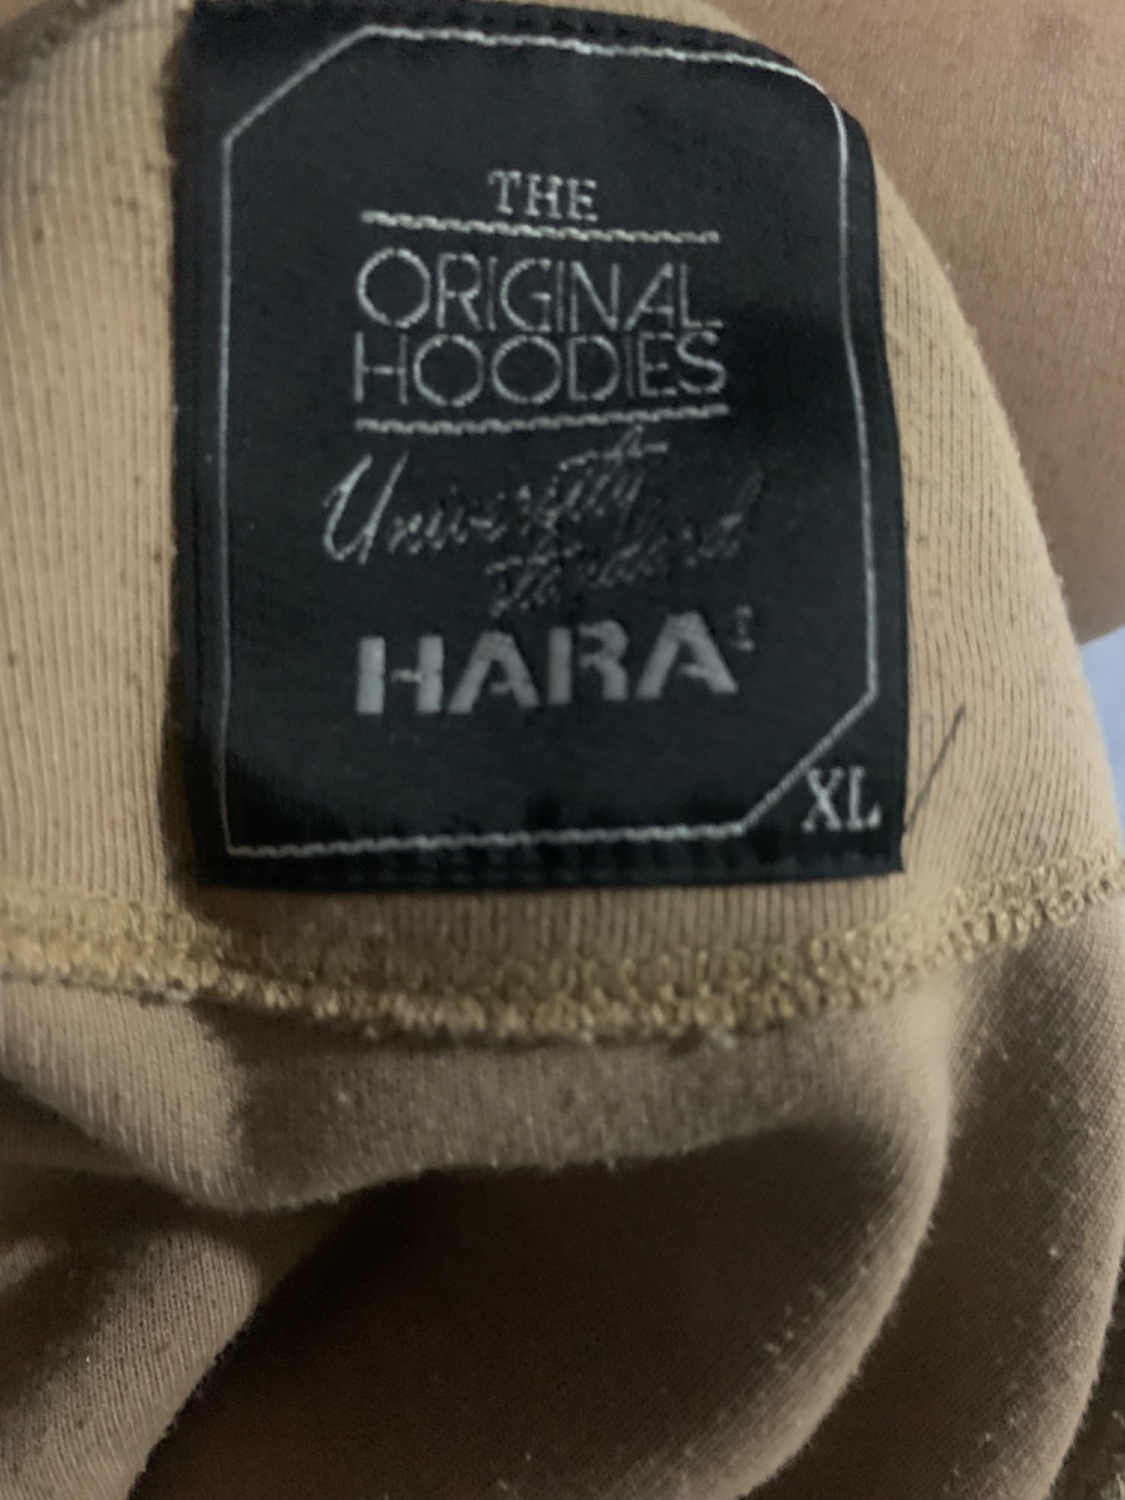 THE
ORIGINAL
HOODIES
University
Standard
HARA
XL